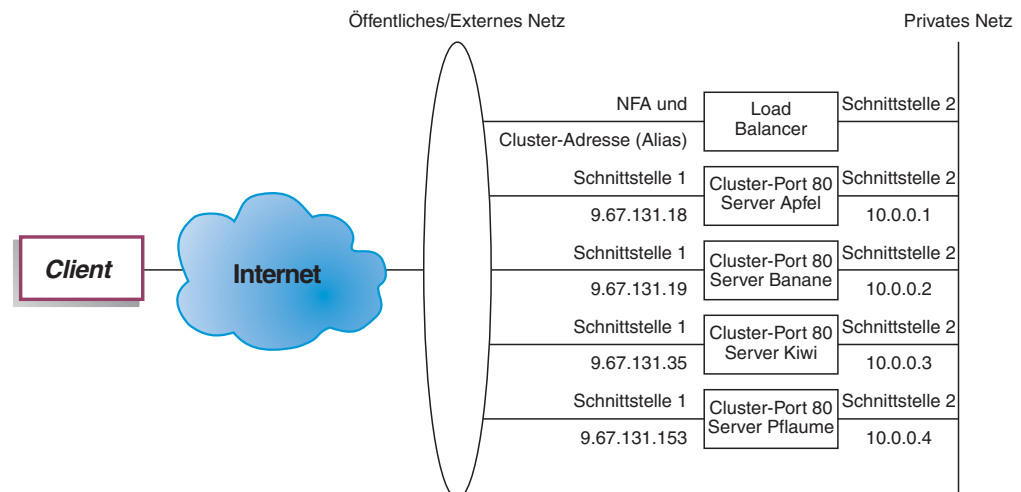 Öffentliches/Externes Netz
Privates Netz
NFA und
Cluster-Adresse (Alias)
Load
Balancer
Schnittstelle 2
Schnittstelle 1
9.67.131.18
Cluster-Port 80
Server Apfel
Schnittstelle 2
10.0.0.1
Client
Internet
Schnittstelle 1
9.67.131.19
Cluster-Port 80
Server Banane
Schnittstelle 2
10.0.0.2
Schnittstelle 1
9.67.131.35
Cluster-Port 80
Server Kiwi
Schnittstelle 2
10.0.0.3
Schnittstelle 1
9.67.131.153
Cluster-Port 80
Server Pflaume
Schnittstelle 2
10.0.0.4